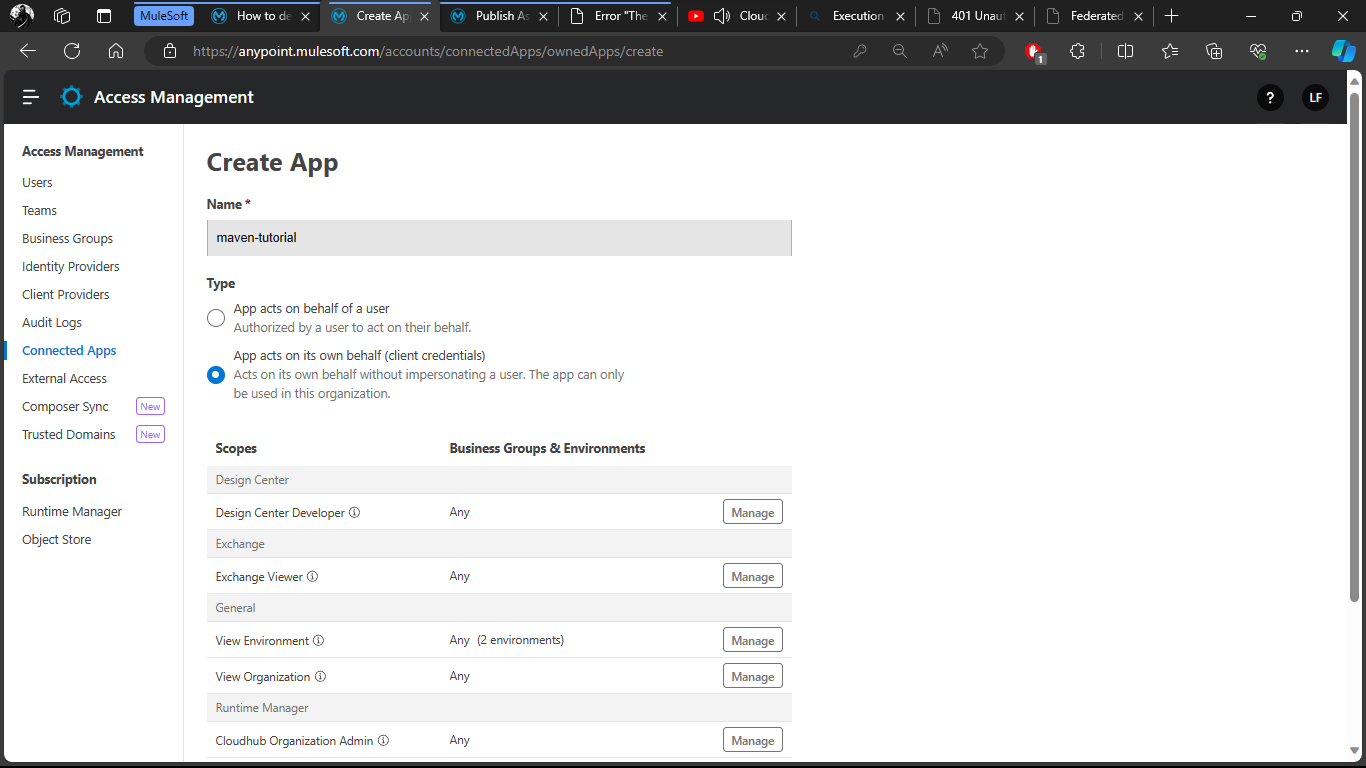 MuleSoft
How to de
Create Ap
Publish As
Error "The
Clouc
Execution
401 Unaut
Federated
https://anypoint.mulesoft.com/accounts/connectedApps/ownedApps/create
1
Access Management
?
LF
Access Management
Users
Teams
Business Groups
Identity Providers
Client Providers
Audit Logs
Connected Apps
External Access
Composer Sync New
Trusted Domains New
Subscription
Runtime Manager
Object Store
Create App
Name *
maven-tutorial
Type
App acts on behalf of a user
Authorized by a user to act on their behalf.
App acts on its own behalf (client credentials)
Acts on its own behalf without impersonating a user. The app can only
be used in this organization.
Scopes Business Groups & Environments
Design Center
Design Center Developer Any Manage
Exchange
Exchange Viewer Any Manage
General
View Environment Any (2 environments) Manage
View Organization Any Manage
Runtime Manager
Cloudhub Organization Admin Any Manage